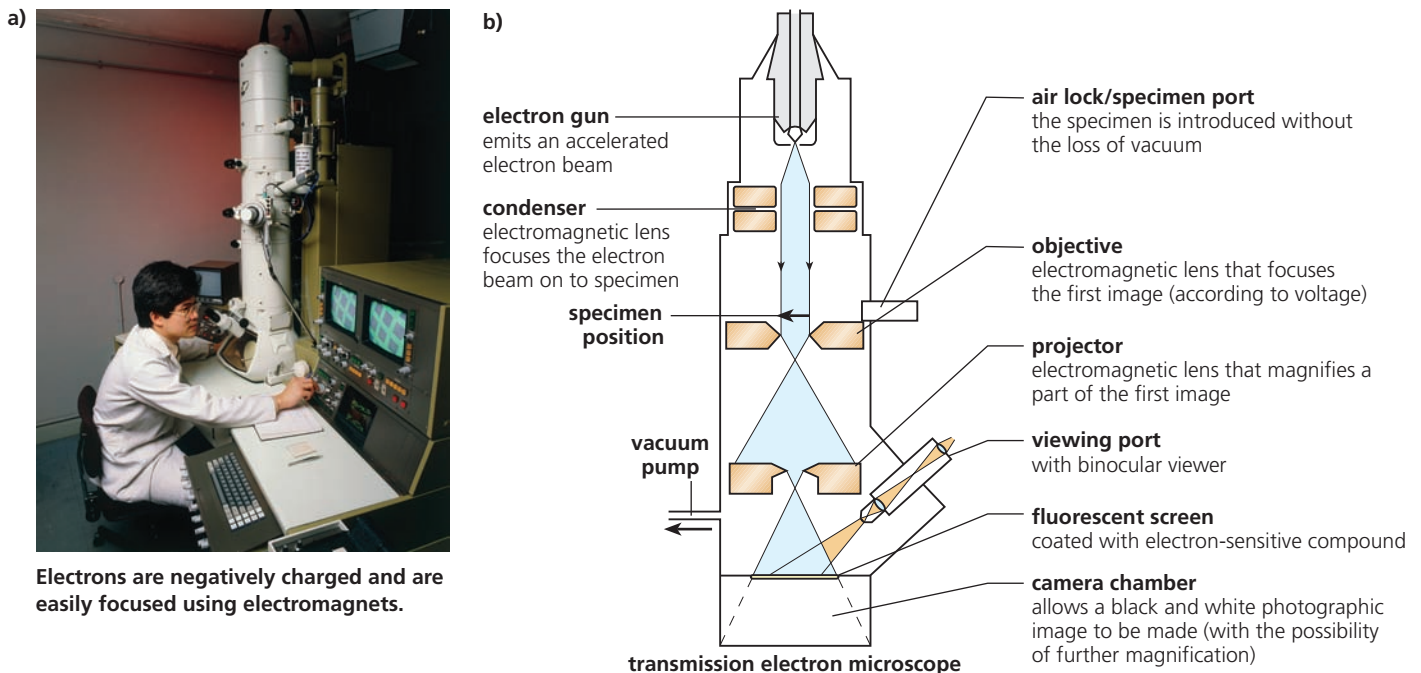 a)
Electrons are negatively charged and are
easily focused using electromagnets.
b)
electron gun
emits an accelerated
electron beam
condenser
electromagnetic lens
focuses the electron
beam on to specimen
specimen
position
vacuum
pump
air lock/specimen port
the specimen is introduced without
the loss of vacuum
objective
electromagnetic lens that focuses
the first image (according to voltage)
projector
electromagnetic lens that magnifies a
part of the first image
viewing port
with binocular viewer
fluorescent screen
coated with electron-sensitive compound
camera chamber
allows a black and white photographic
image to be made (with the possibility
of further magnification)
transmission electron microscope